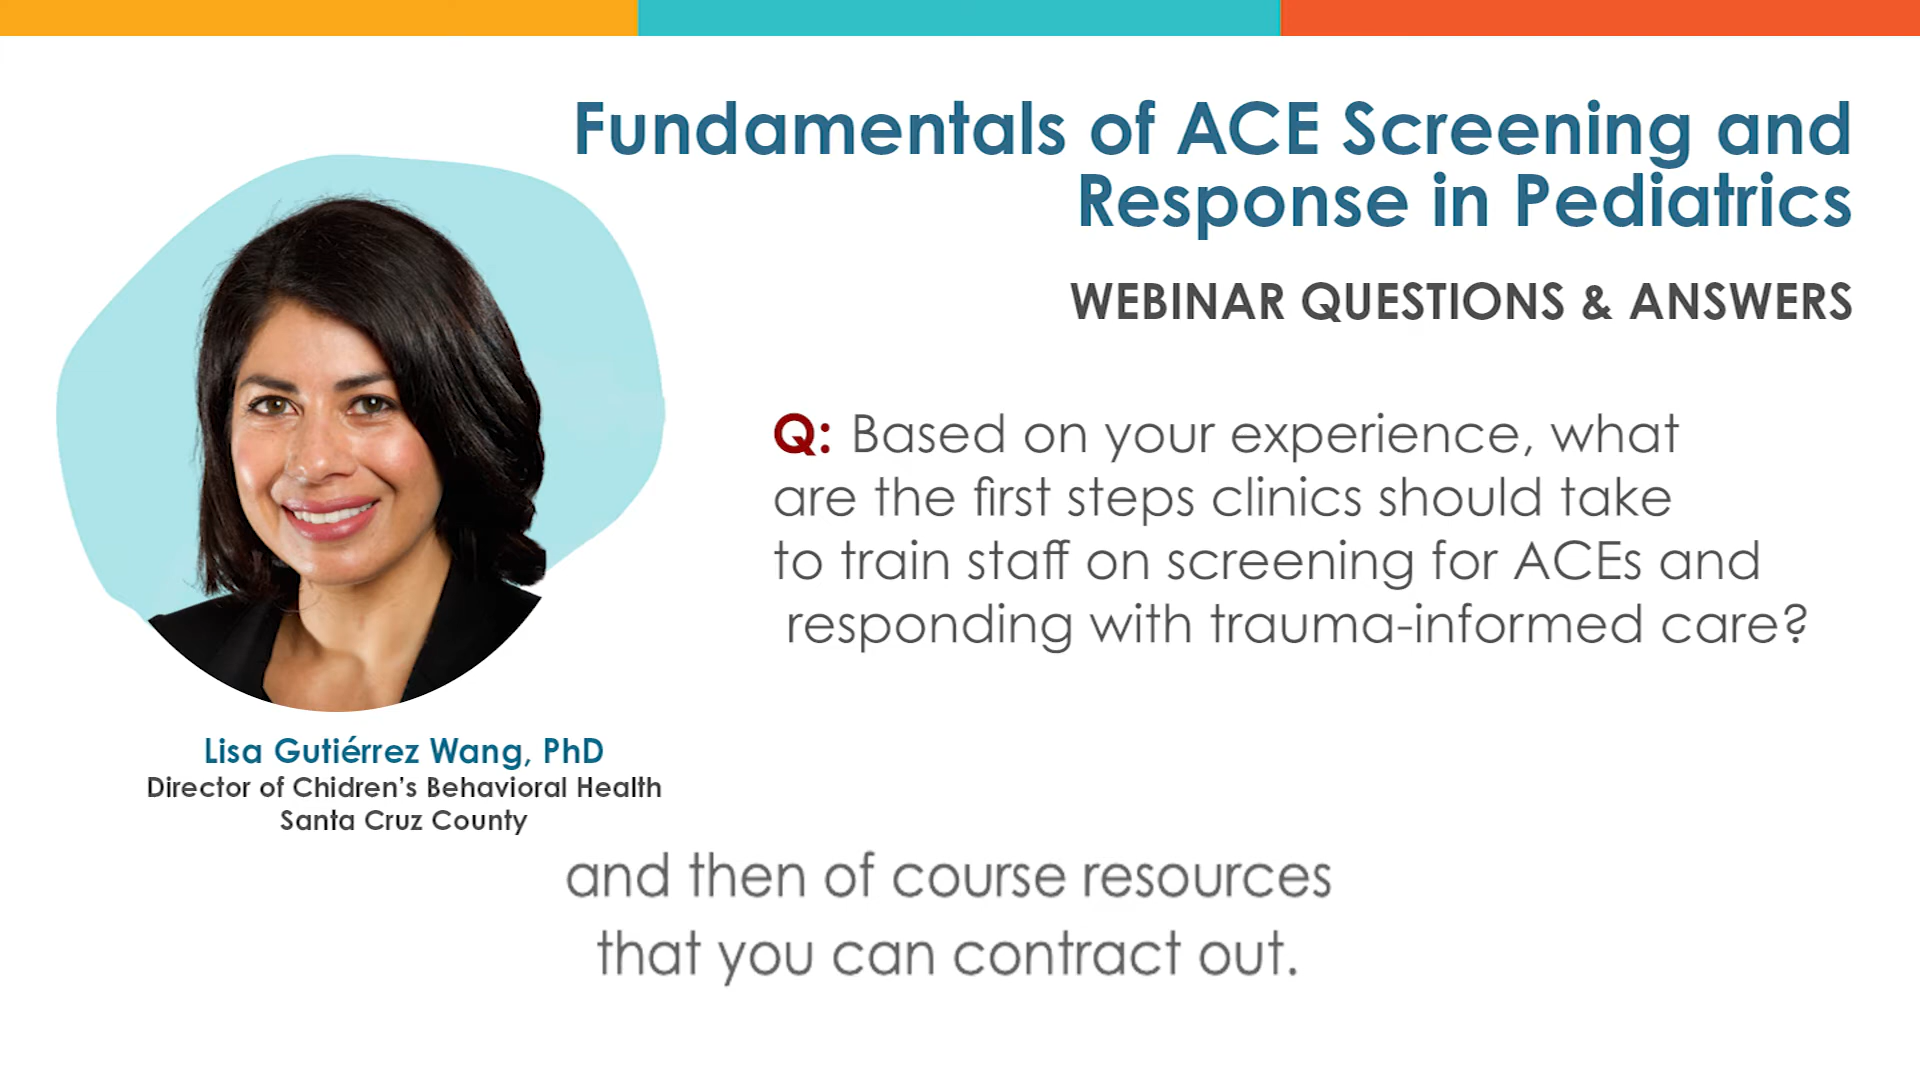 Fundamentals of ACE Screening and
Response in Pediatrics
WEBINAR QUESTIONS & ANSWERS
Q: Based on your experience, what
are the first steps clinics should take
to train staff on screening for ACEs and
responding with trauma-informed care?
Lisa Gutiérrez Wang, PhD
Director of Chidren's Behavioral Health
Santa Cruz County
and then of course resources
that you can contract out.